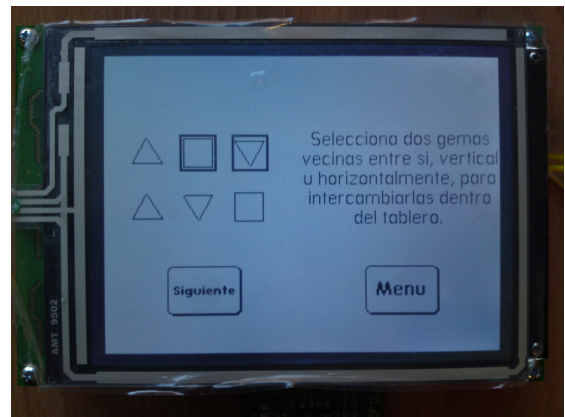 Selecciona dos gemas
vecinas entre si, vertical
u horizontalmente, para
intercambiarlas dentro
del tablero.
Siguiente
Menu
AMT 9502